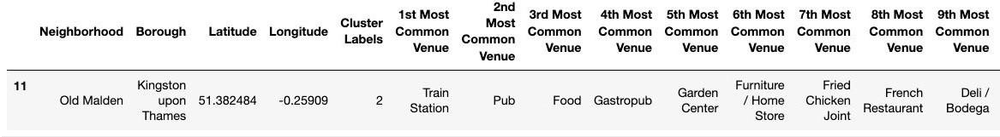 Neighborhood Borough Latitude Longitude Cluster Labels 1st Most Common Venue 2nd Most Common Venue 3rd Most Common Venue 4th Most Common Venue 5th Most Common Venue 6th Most Common Venue 7th Most Common Venue 8th Most Common Venue 9th Most Common Venue
11 Old Malden Kingston upon Thames 51.382484 -0.25909 2 Train Station Pub Food Gastropub Garden Center Furniture / Home Store Fried Chicken Joint French Restaurant Deli / Bodega